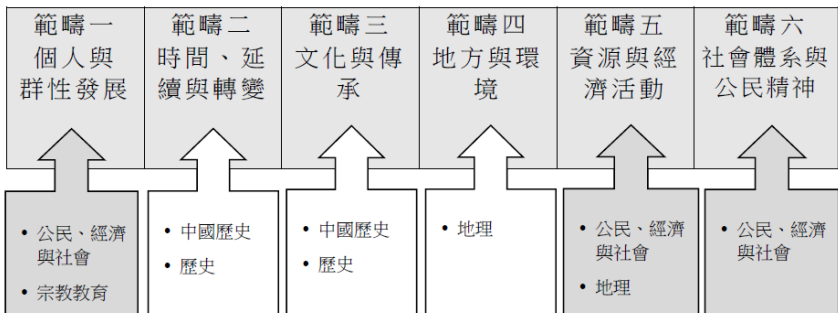 範疇一
個人與
群性發展
範疇二
時間、延
續與轉變
範疇三
文化與傳
承
範疇四
地方與環
境
範疇五
資源與經
濟活動
範疇六
社會體系與
公民精神
• 公民、經濟
與社會
• 宗教教育
• 中國歷史
• 歷史
• 中國歷史
• 歷史
• 地理
• 公民、經濟
與社會
• 地理
• 公民、經濟
與社會